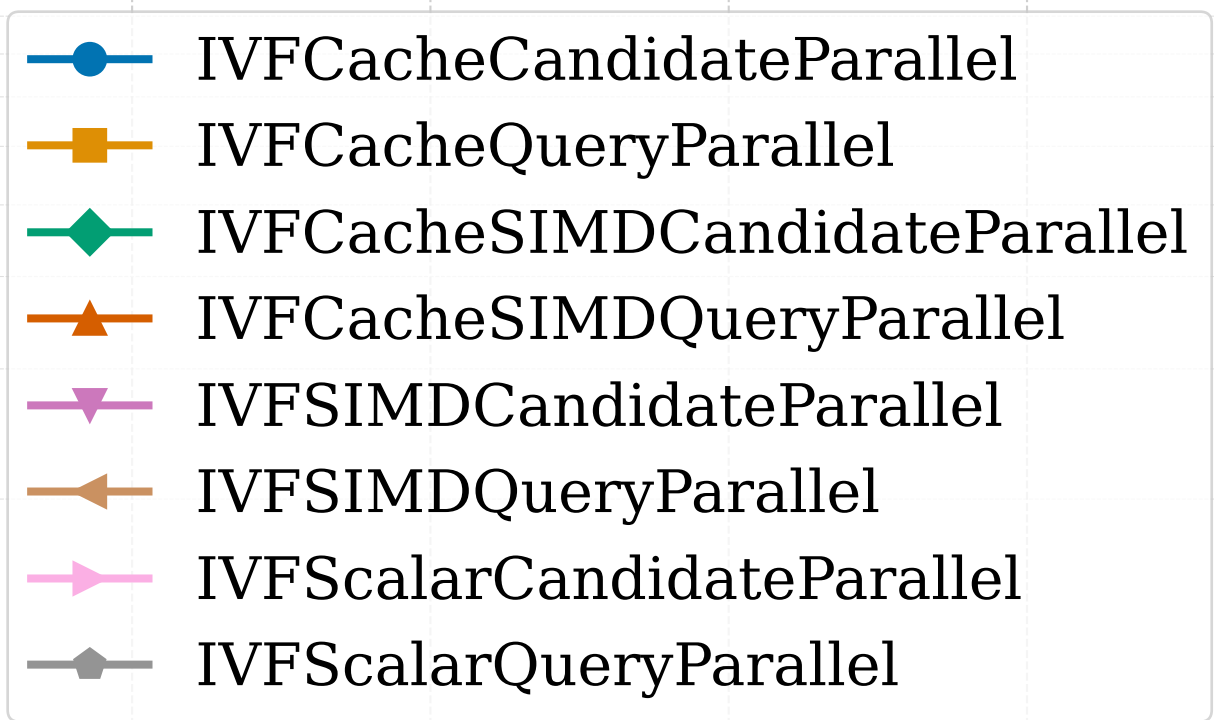 IVFCacheCandidateParallel
IVFCacheQueryParallel
IVFCacheSIMDCandidateParallel
IVFCacheSIMDQueryParallel
IVFSIMDCandidateParallel
IVFSIMDQueryParallel
IVFScalarCandidateParallel
IVFScalarQueryParallel